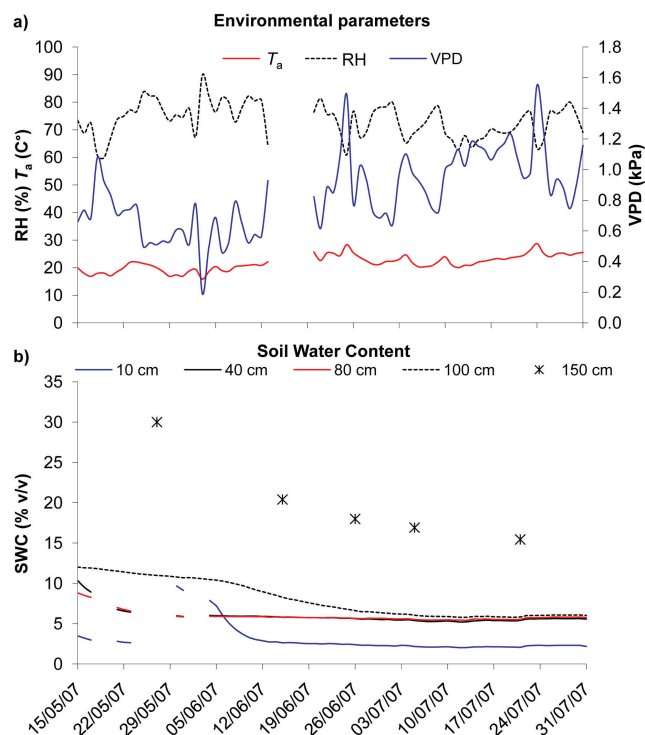 a)
Environmental parameters
Ta
RH
VPD
RH (%) Ta (C°)
100
90
80
70
60
50
40
30
20
10
0
VPD (kPa)
1.8
1.6
1.4
1.2
1.0
0.8
0.6
0.4
0.2
0.0
b)
Soil Water Content
10 cm
40 cm
80 cm
100 cm
150 cm
SWC (% v/v)
35
30
25
20
15
10
5
0
15/05/07
22/05/07
29/05/07
05/06/07
12/06/07
19/06/07
26/06/07
03/07/07
10/07/07
17/07/07
24/07/07
31/07/07